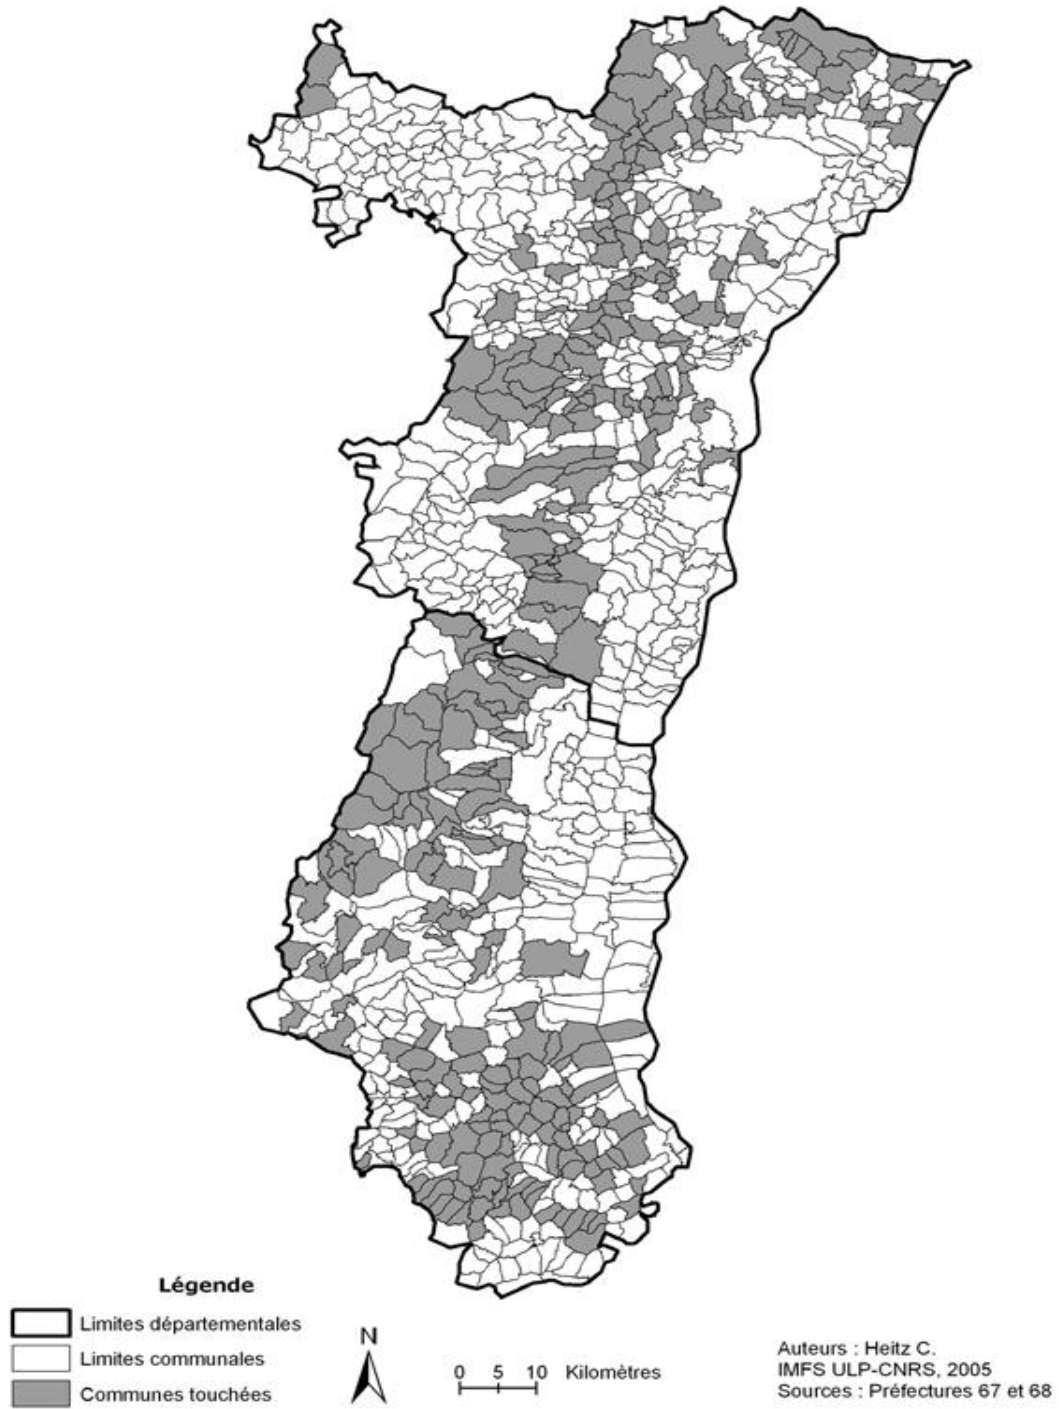 Légende
Limites départementales
Limites communales
Communes touchées
N
0 5 10 Kilomètres
Auteurs : Heitz C.
IMFS ULP-CNRS, 2005
Sources : Préfectures 67 et 68